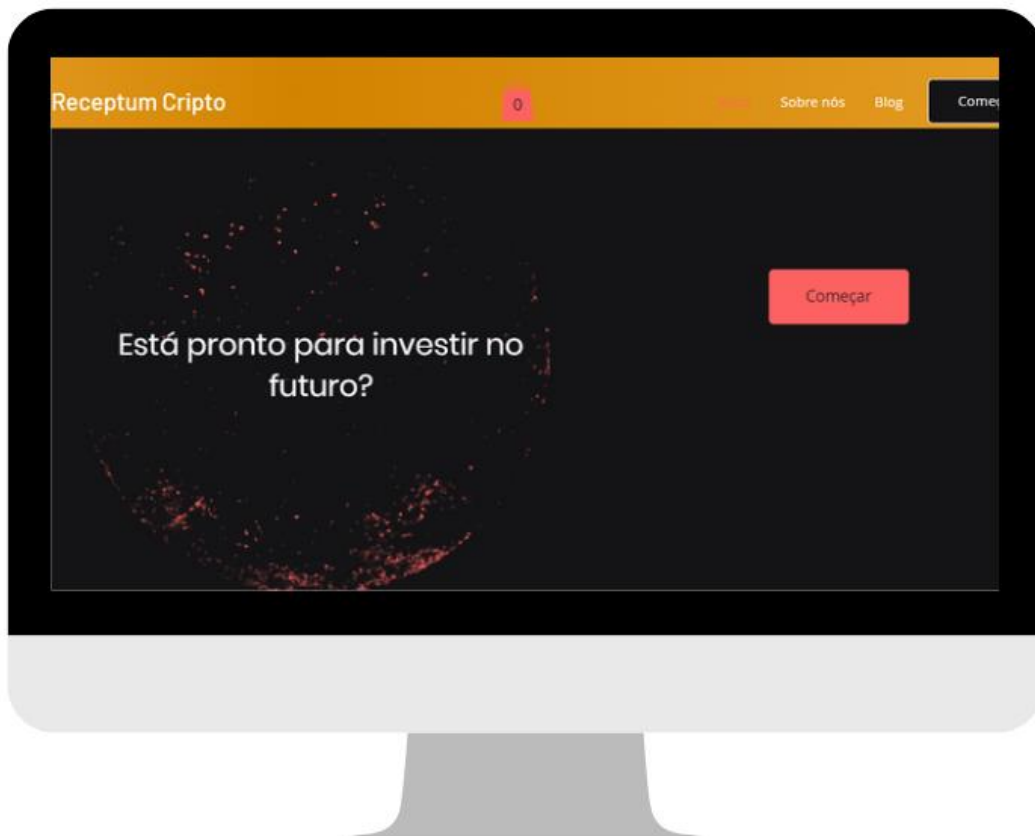 Receptum Cripto
0
Sobre nós
Blog
Começar
Está pronto para investir no
futuro?